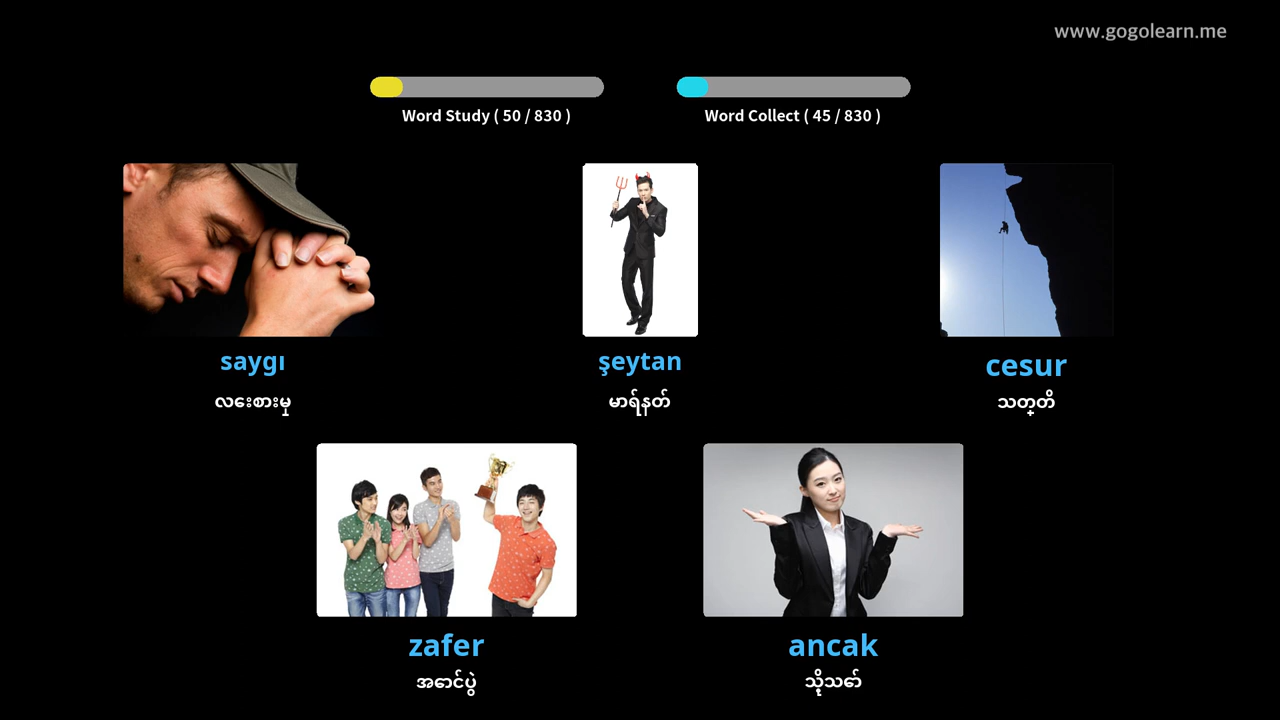 www.gogolearn.me
Word Study ( 50 / 830 )
Word Collect ( 45 / 830 )
saygı
şeytan
cesur
လေးစားမှု
မာရ်နတ်
သတ္တိ
zafer
ancak
အောင်ပွဲ
သို့သော်